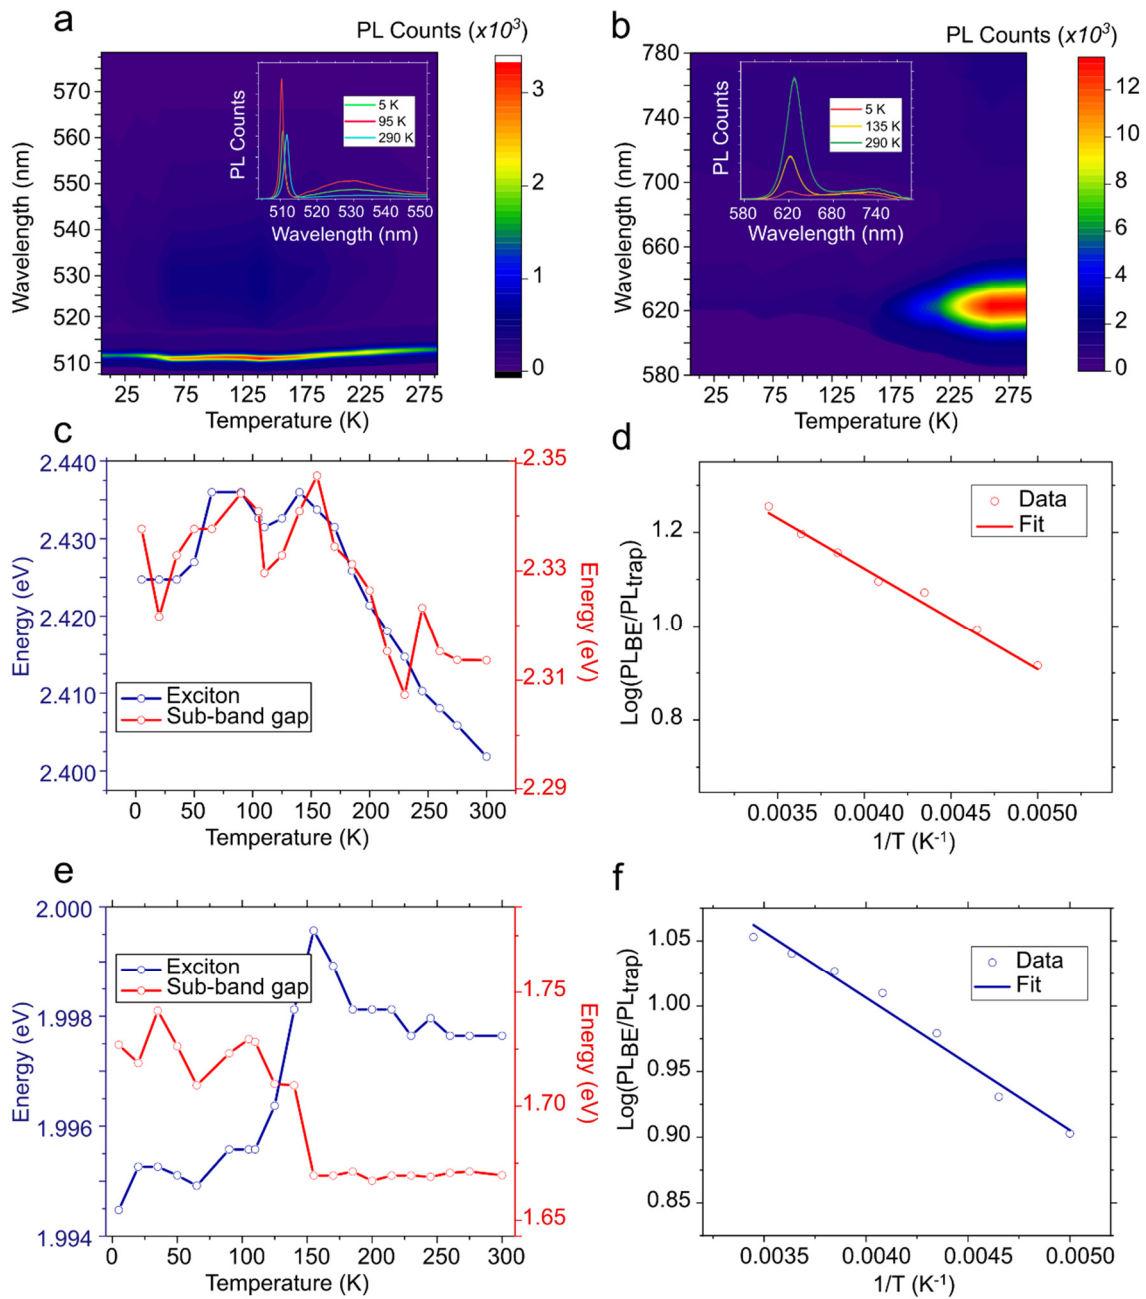 a
PL Counts (x10³)
Wavelength (nm)
570
560
550
540
530
520
510
25 75 125 175 225 275
Temperature (K)
3
2
1
0
PL Counts
5 K
95 K
290 K
510 520 530 540 550
Wavelength (nm)
b
PL Counts (x10³)
Wavelength (nm)
780
740
700
660
620
580
25 75 125 175 225 275
Temperature (K)
12
10
8
6
4
2
0
PL Counts
5 K
135 K
290 K
580 620 680 740
Wavelength (nm)
c
Energy (eV)
2.440
2.430
2.420
2.410
2.400
2.35
2.33
2.31
2.29
Energy (eV)
Exciton
Sub-band gap
0 50 100 150 200 250 300
Temperature (K)
d
Log(PLBE/PLtrap)
1.2
1.0
0.8
Data
Fit
0.0035 0.0040 0.0045 0.0050
1/T (K⁻¹)
e
Energy (eV)
2.000
1.998
1.996
1.994
1.75
1.70
1.65
Energy (eV)
Exciton
Sub-band gap
0 50 100 150 200 250 300
Temperature (K)
f
Log(PLBE/PLtrap)
1.05
1.00
0.95
0.90
0.85
Data
Fit
0.0035 0.0040 0.0045 0.0050
1/T (K⁻¹)